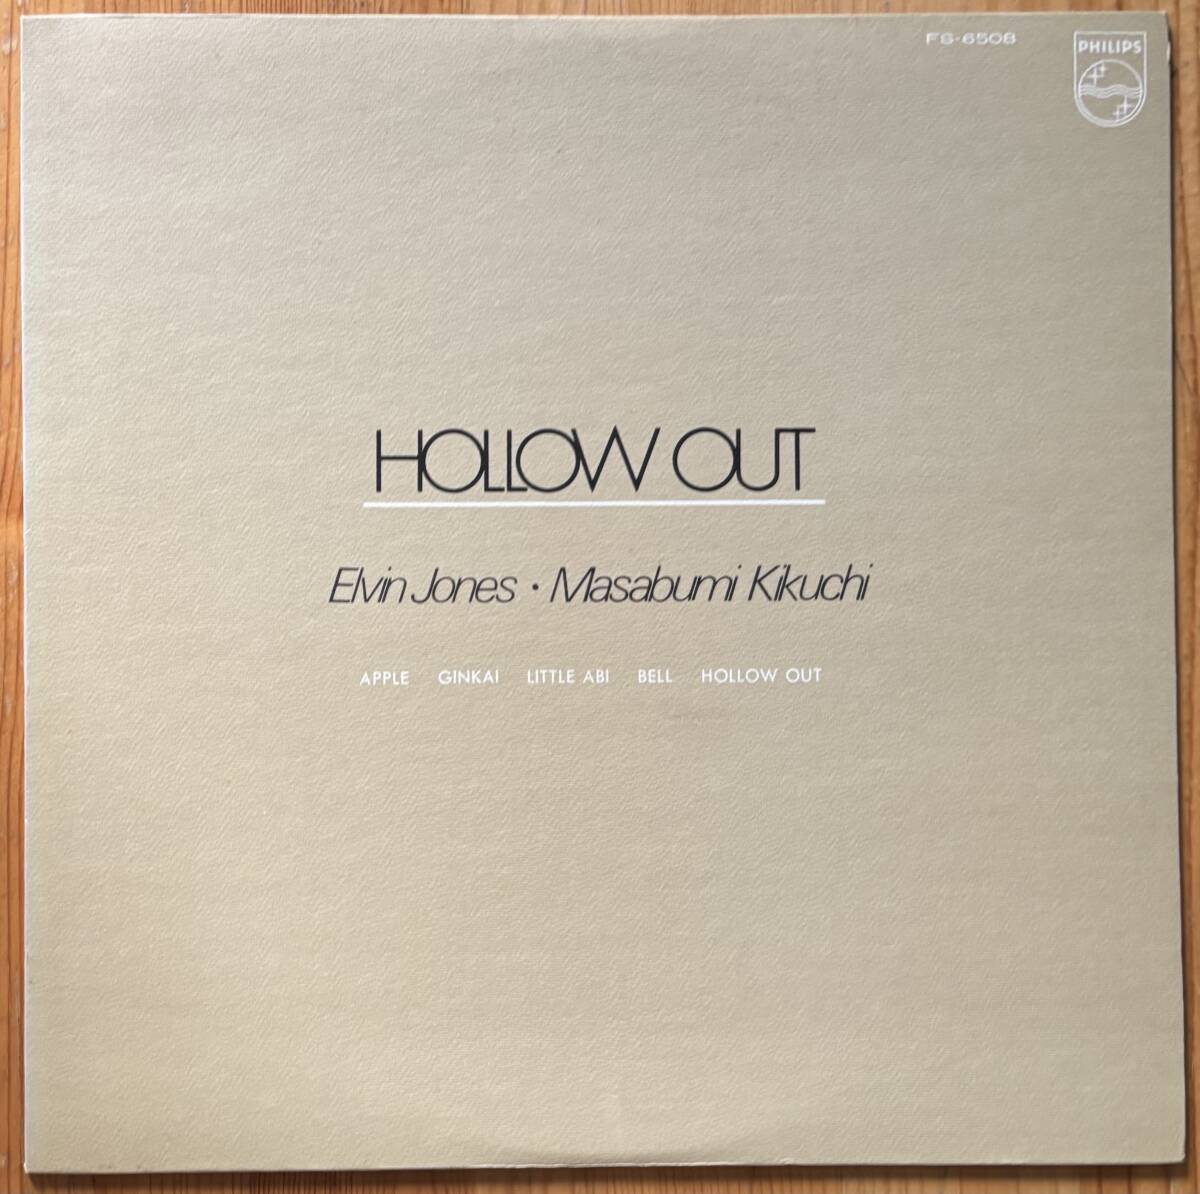 FS-6508
PHILIPS
HOLLOW OUT
Elvin Jones · Masabumi Kikuchi
APPLE GINKAI LITTLE ABI BELL HOLLOW OUT